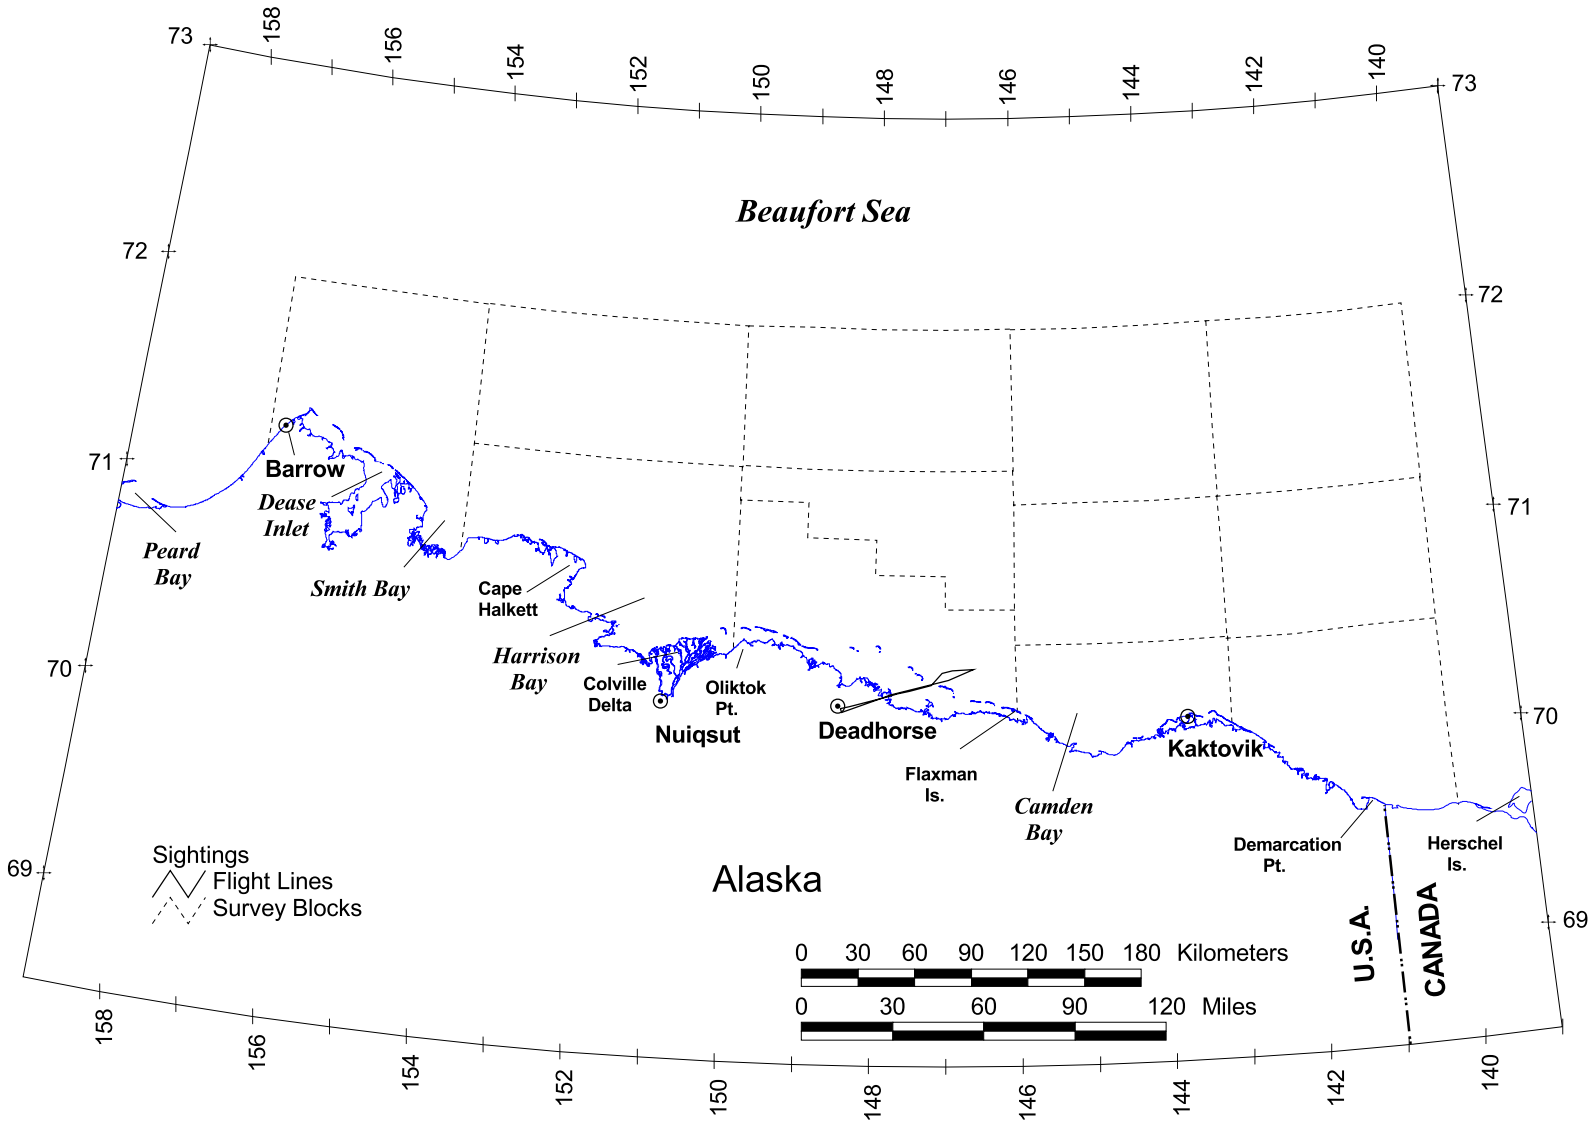 158
156
154
152
150
148
146
144
142
140
73
73
Beaufort Sea
72
72
71
71
Barrow
Dease
Inlet
Peard
Bay
Smith Bay
Cape
Halkett
Harrison
Bay
Colville
Delta
Oliktok
Pt.
Nuiqsut
Deadhorse
Kaktovik
70
70
Flaxman
Is.
Camden
Bay
Demarcation
Pt.
Herschel
Is.
69
69
Sightings
Flight Lines
Survey Blocks
Alaska
U.S.A.
CANADA
0 30 60 90 120 150 180 Kilometers
0 30 60 90 120 Miles
158
156
154
152
150
148
146
144
142
140